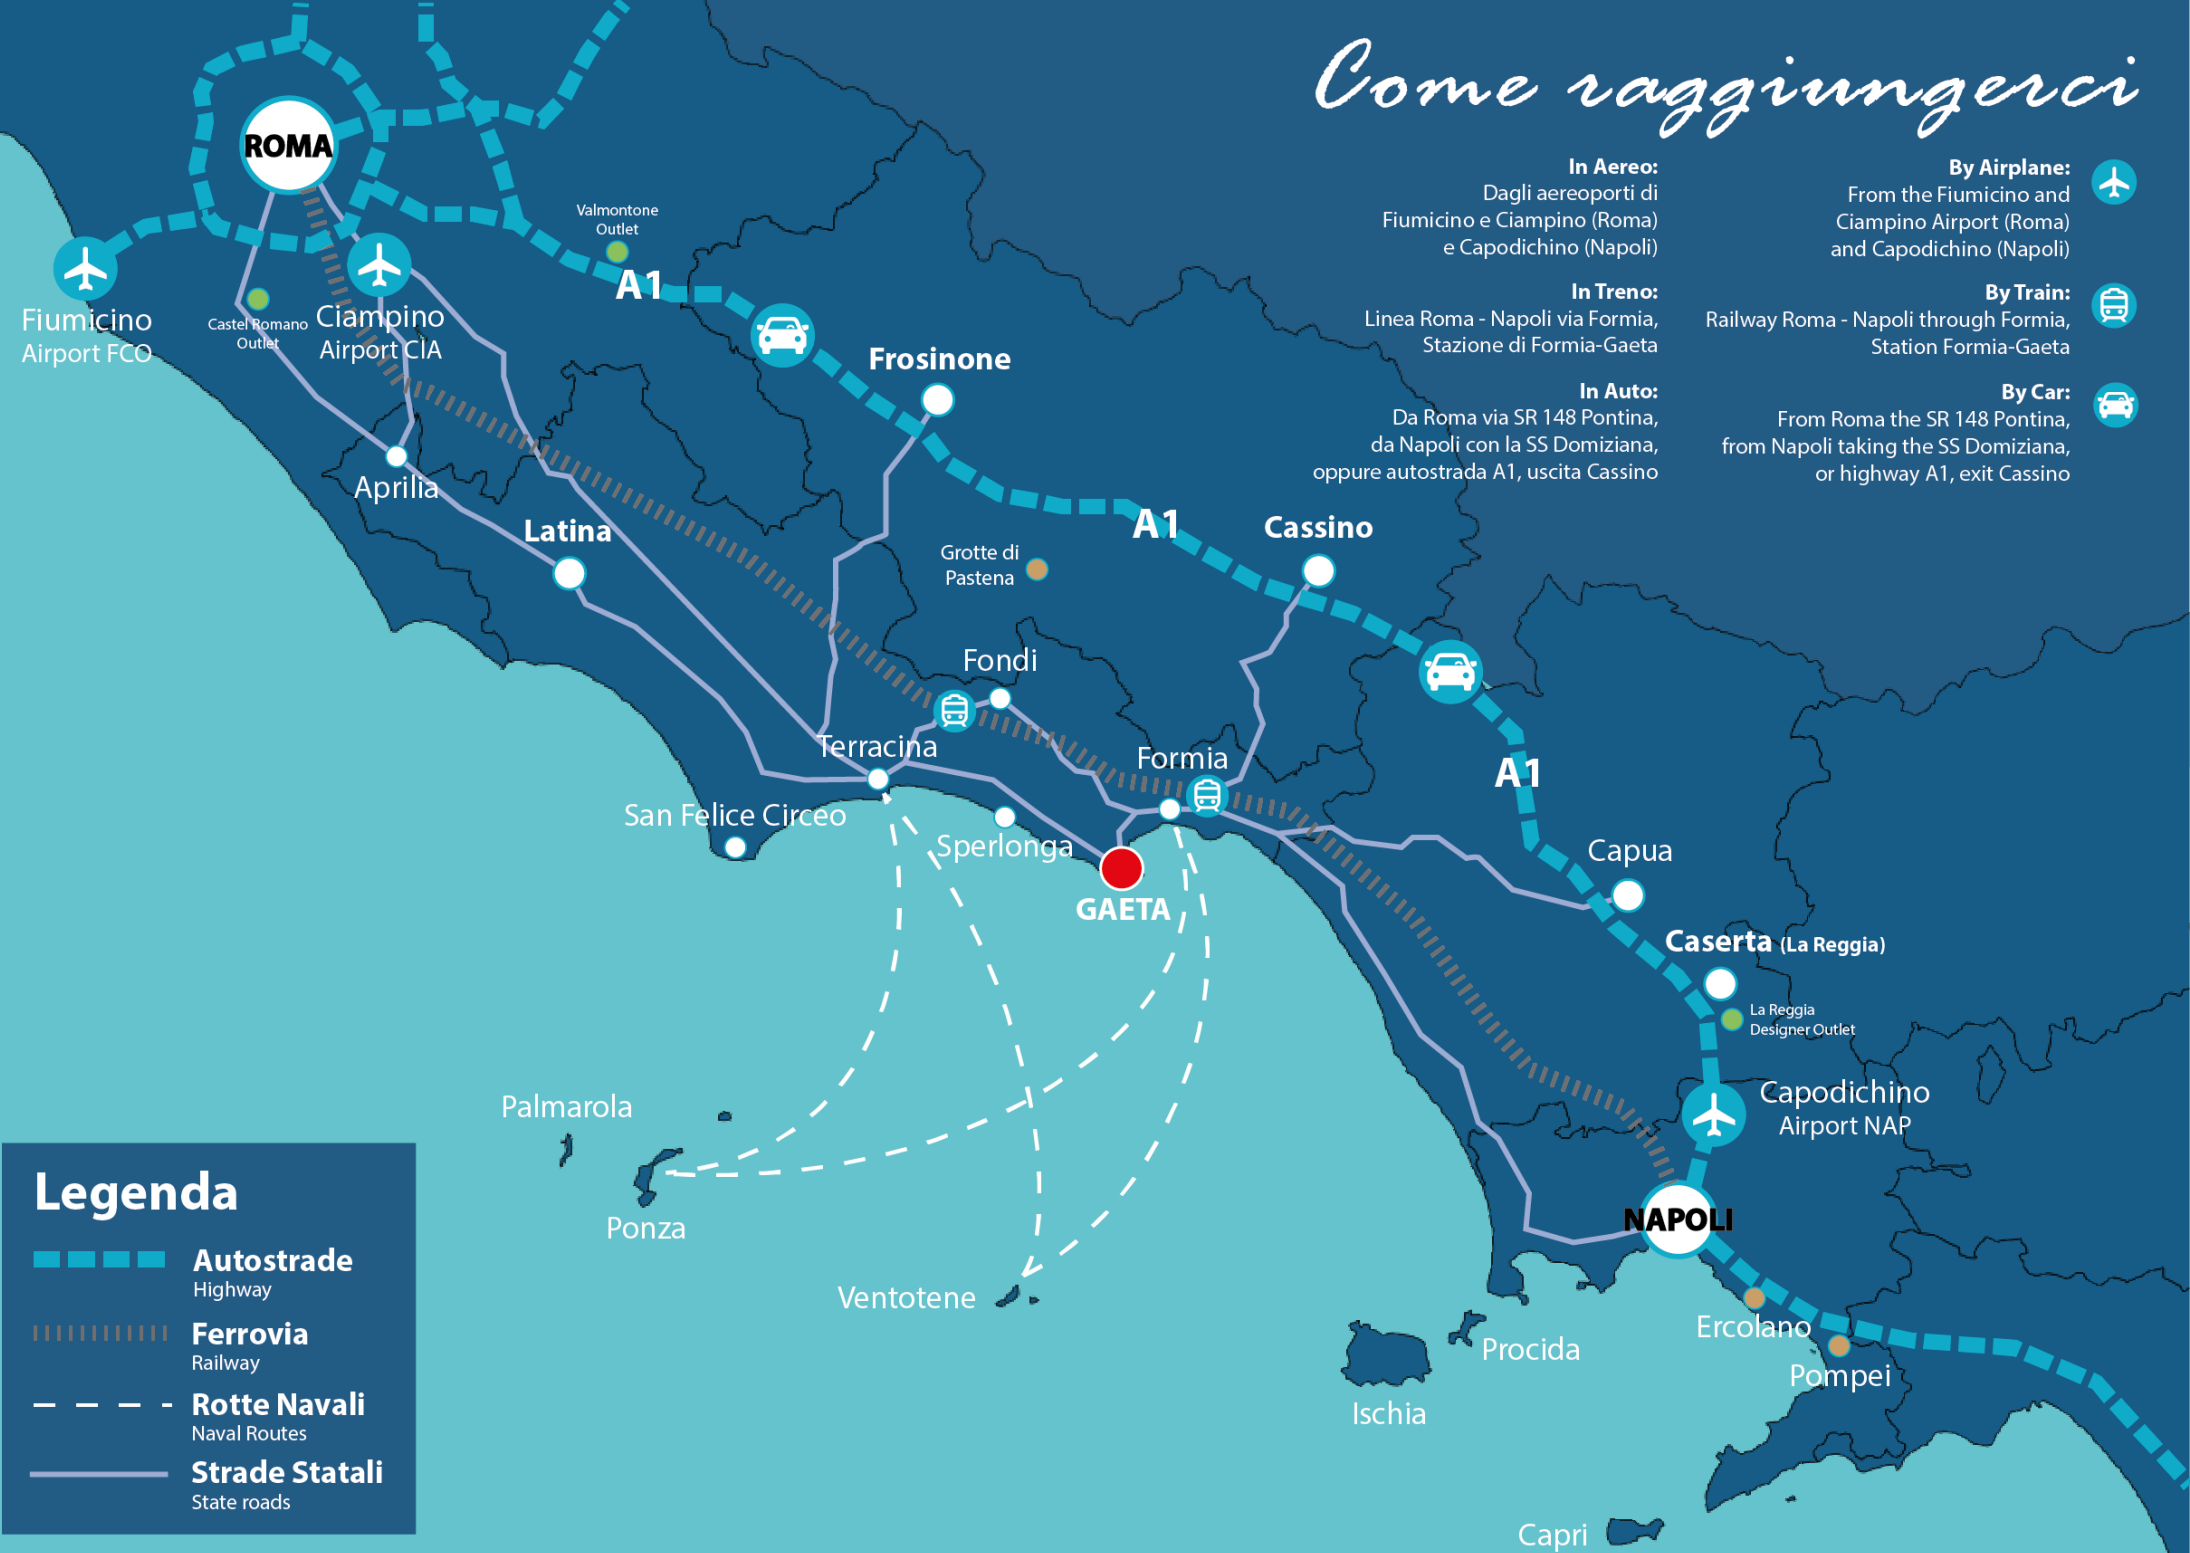 Come raggiungerci
In Aereo:
Dagli aereoporti di
Fiumicino e Ciampino (Roma)
e Capodichino (Napoli)
In Treno:
Linea Roma - Napoli via Formia,
Stazione di Formia-Gaeta
In Auto:
Da Roma via SR 148 Pontina,
da Napoli con la SS Domiziana,
oppure autostrada A1, uscita Cassino
By Airplane:
From the Fiumicino and
Ciampino Airport (Roma)
and Capodichino (Napoli)
By Train:
Railway Roma - Napoli through Formia,
Station Formia-Gaeta
By Car:
From Roma the SR 148 Pontina,
from Napoli taking the SS Domiziana,
or highway A1, exit Cassino
ROMA
Valmontone
Outlet
A1
Fiumicino
Airport FCO
Castel Romano
Outlet
Ciampino
Airport CIA
Frosinone
Aprilia
Latina
A1
Cassino
Grotte di
Pastena
Fondi
Terracina
Formia
A1
San Felice Circeo
Sperlonga
GAETA
Capua
Caserta (La Reggia)
La Reggia
Designer Outlet
Capodichino
Airport NAP
Palmarola
Ponza
Ventotene
NAPOLI
Ercolano
Pompei
Procida
Ischia
Capri
Legenda
Autostrade
Highway
Ferrovia
Railway
Rotte Navali
Naval Routes
Strade Statali
State roads